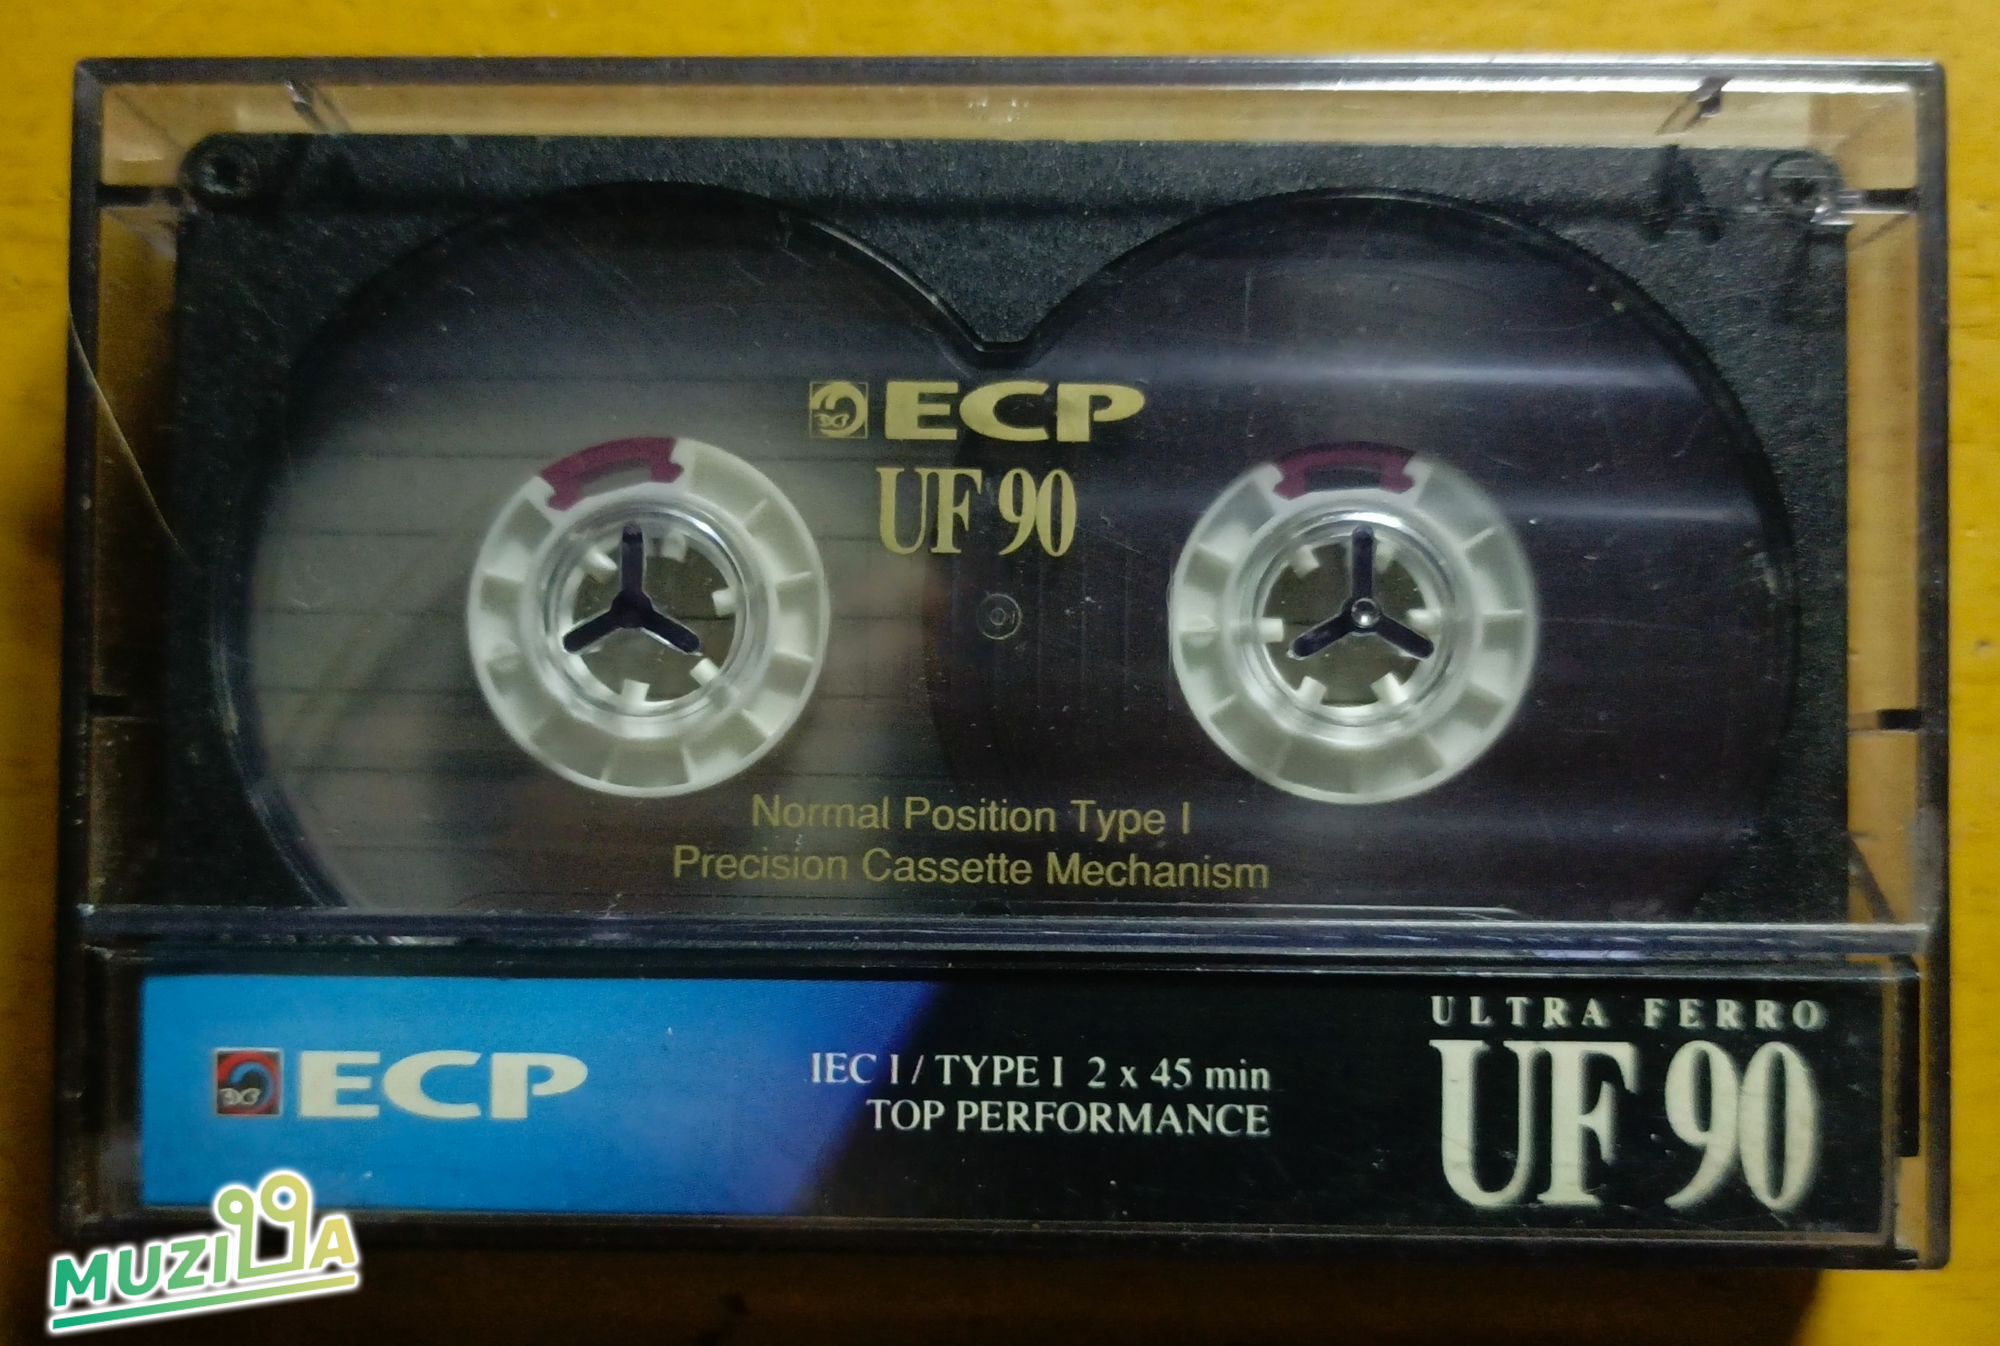 ECP
UF 90
Normal Position Type I
Precision Cassette Mechanism
ECP
IEC I / TYPE I 2 x 45 min
TOP PERFORMANCE
ULTRA FERRO
UF 90
MUZILLA